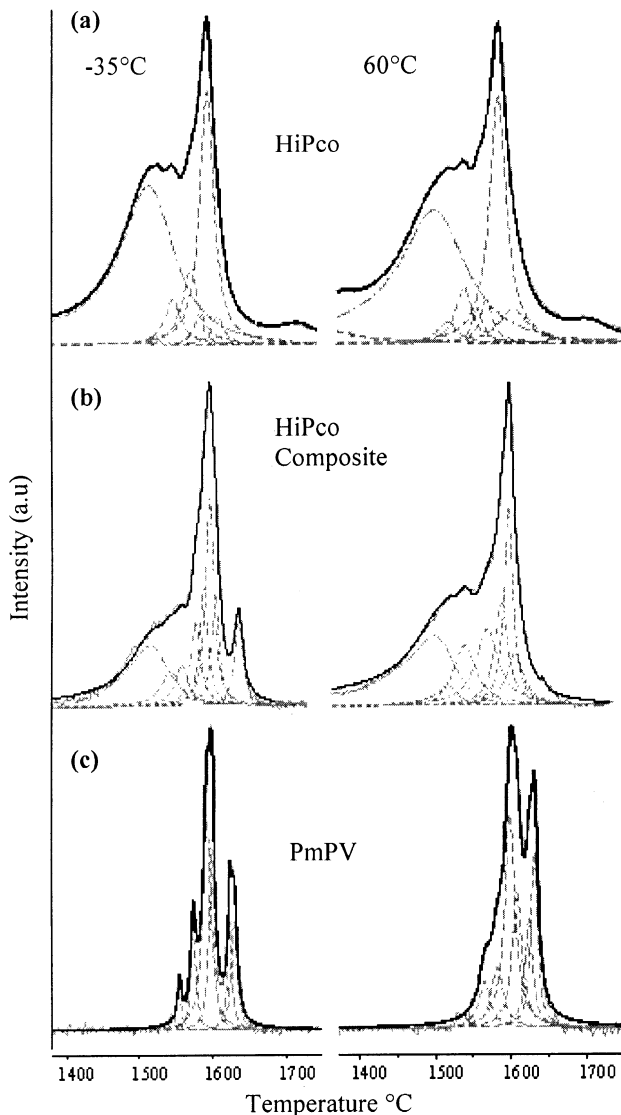 (a)
-35°C
60°C
HiPco
(b)
HiPco
Composite
Intensity (a.u)
(c)
PmPV
1400 1500 1600 1700 1400 1500 1600 1700
Temperature °C